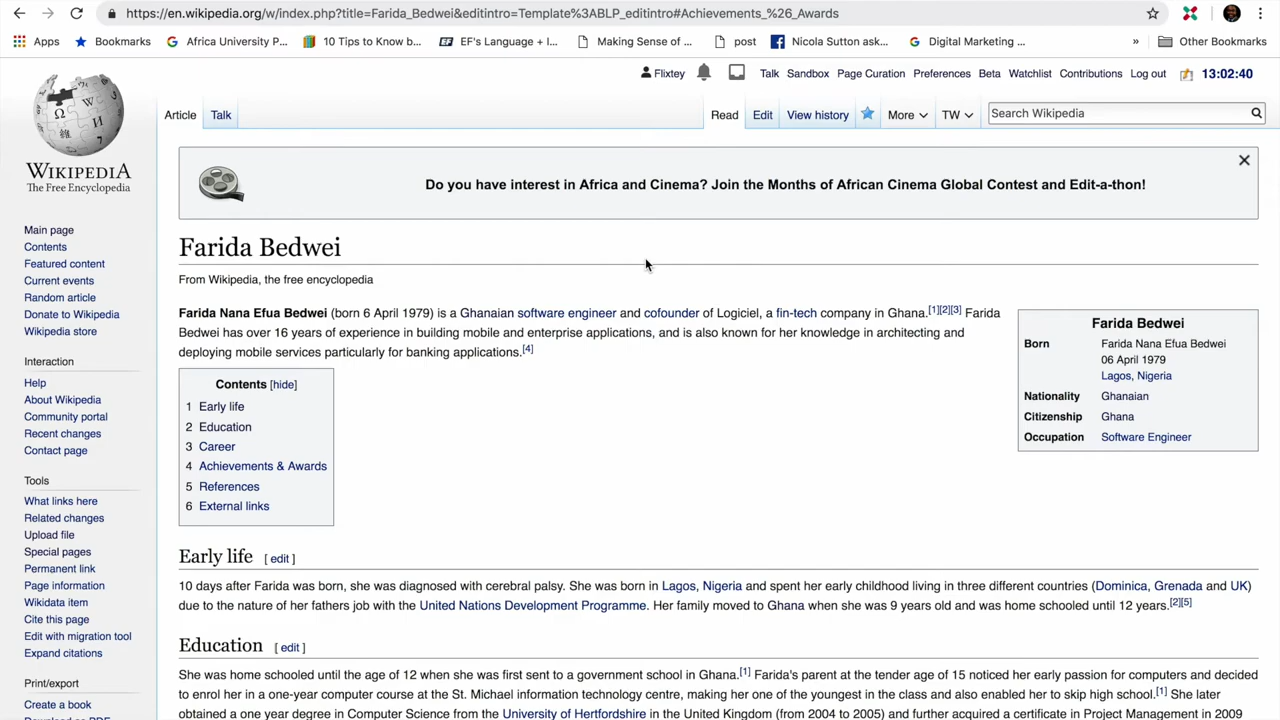 https://en.wikipedia.org/w/index.php?title=Farida_Bedwei&editintro=Template%3ABLP_editintro#Achievements_%26_Awards
Apps Bookmarks Africa University P... 10 Tips to Know b... EF's Language + I... Making Sense of ... post Nicola Sutton ask... Digital Marketing ... » Other Bookmarks
Flixtey Talk Sandbox Page Curation Preferences Beta Watchlist Contributions Log out 13:02:40
Article Talk Read Edit View history More TW Search Wikipedia
WIKIPEDIA
The Free Encyclopedia
Do you have interest in Africa and Cinema? Join the Months of African Cinema Global Contest and Edit-a-thon!
Main page
Contents
Featured content
Current events
Random article
Donate to Wikipedia
Wikipedia store
Interaction
Help
About Wikipedia
Community portal
Recent changes
Contact page
Tools
What links here
Related changes
Upload file
Special pages
Permanent link
Page information
Wikidata item
Cite this page
Edit with migration tool
Expand citations
Print/export
Create a book
Download as PDF
Farida Bedwei
From Wikipedia, the free encyclopedia
Farida Nana Efua Bedwei (born 6 April 1979) is a Ghanaian software engineer and cofounder of Logiciel, a fin-tech company in Ghana.[1][2][3] Farida
Bedwei has over 16 years of experience in building mobile and enterprise applications, and is also known for her knowledge in architecting and
deploying mobile services particularly for banking applications.[4]
Farida Bedwei
Born Farida Nana Efua Bedwei
06 April 1979
Lagos, Nigeria
Nationality Ghanaian
Citizenship Ghana
Occupation Software Engineer
Contents [hide]
1 Early life
2 Education
3 Career
4 Achievements & Awards
5 References
6 External links
Early life [ edit ]
10 days after Farida was born, she was diagnosed with cerebral palsy. She was born in Lagos, Nigeria and spent her early childhood living in three different countries (Dominica, Grenada and UK)
due to the nature of her fathers job with the United Nations Development Programme. Her family moved to Ghana when she was 9 years old and was home schooled until 12 years.[2][5]
Education [ edit ]
She was home schooled until the age of 12 when she was first sent to a government school in Ghana.[1] Farida's parent at the tender age of 15 noticed her early passion for computers and decided
to enrol her in a one-year computer course at the St. Michael information technology centre, making her one of the youngest in the class and also enabled her to skip high school.[1] She later
obtained a one year degree in Computer Science from the University of Hertfordshire in the United Kingdom (from 2004 to 2005) and further acquired a certificate in Project Management in 2009